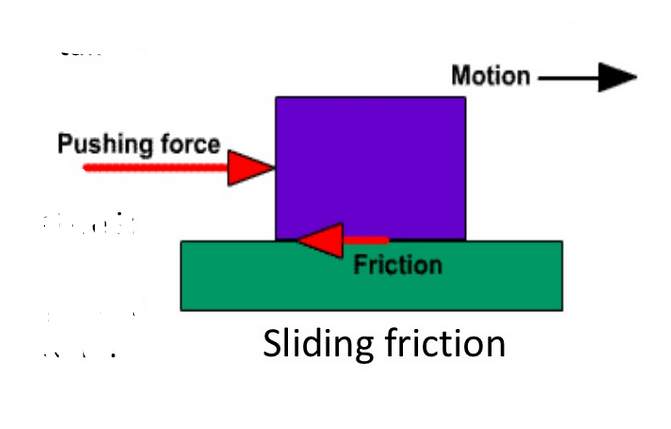 Motion
Pushing force
Friction
Sliding friction